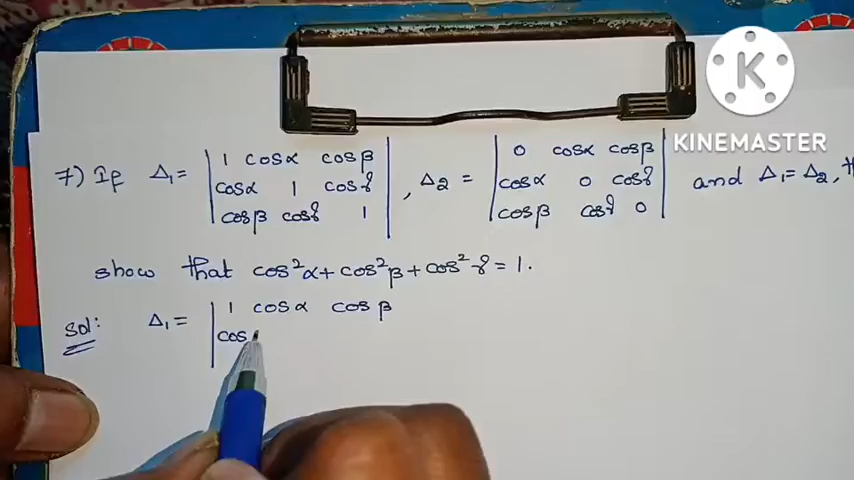 K
KINEMASTER
7) If Δ₁ = | 1 cosα cosβ | , Δ₂ = | 0 cosα cosβ | and Δ₁ = Δ₂,
| cosα 1 cosγ | | cosα 0 cosγ |
| cosβ cosγ 1 | | cosβ cosγ 0 |
show that cos²α + cos²β + cos²γ = 1.
Sol: Δ₁ = | 1 cosα cosβ
| cos